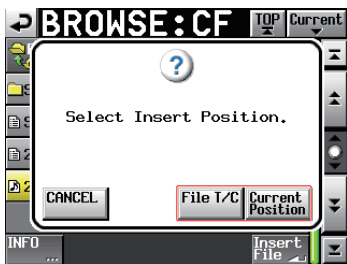 BROWSE:CF TOP Current
Select Insert Position.
CANCEL File T/C Current Position
INFO ... Insert File